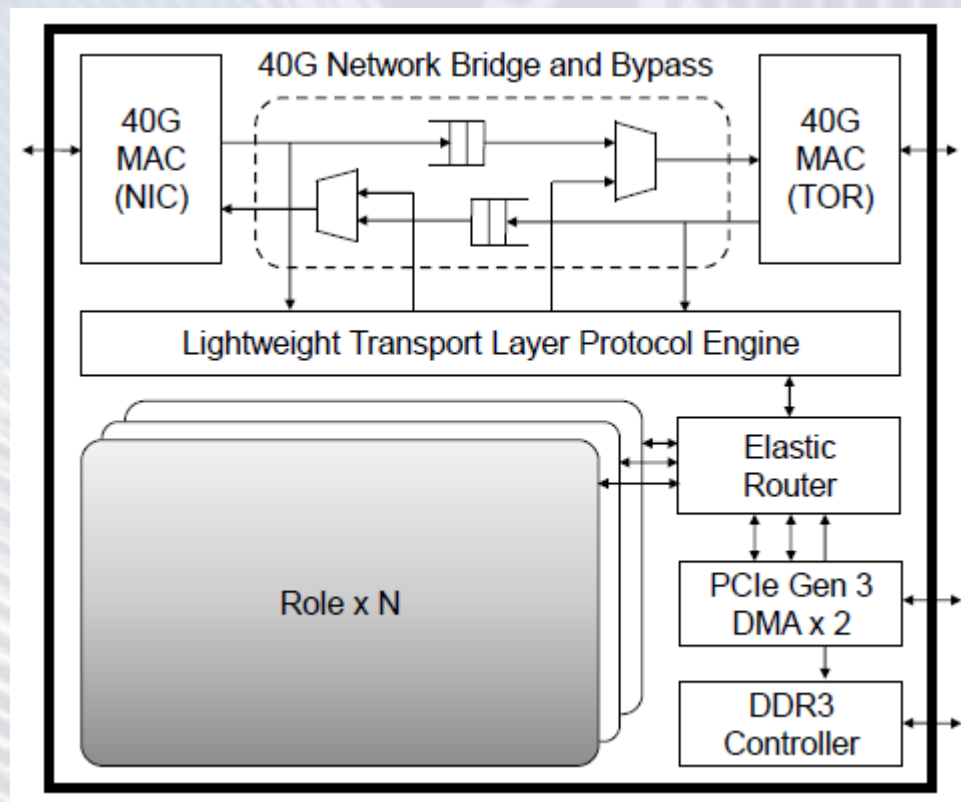 40G Network Bridge and Bypass
40G
MAC
(NIC)
40G
MAC
(TOR)
Lightweight Transport Layer Protocol Engine
Elastic
Router
Role x N
PCIe Gen 3
DMA x 2
DDR3
Controller